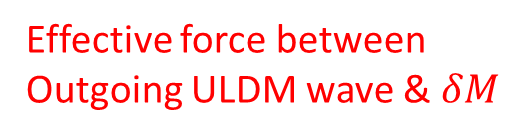 Effective force between
Outgoing ULDM wave & 𝛿𝑀